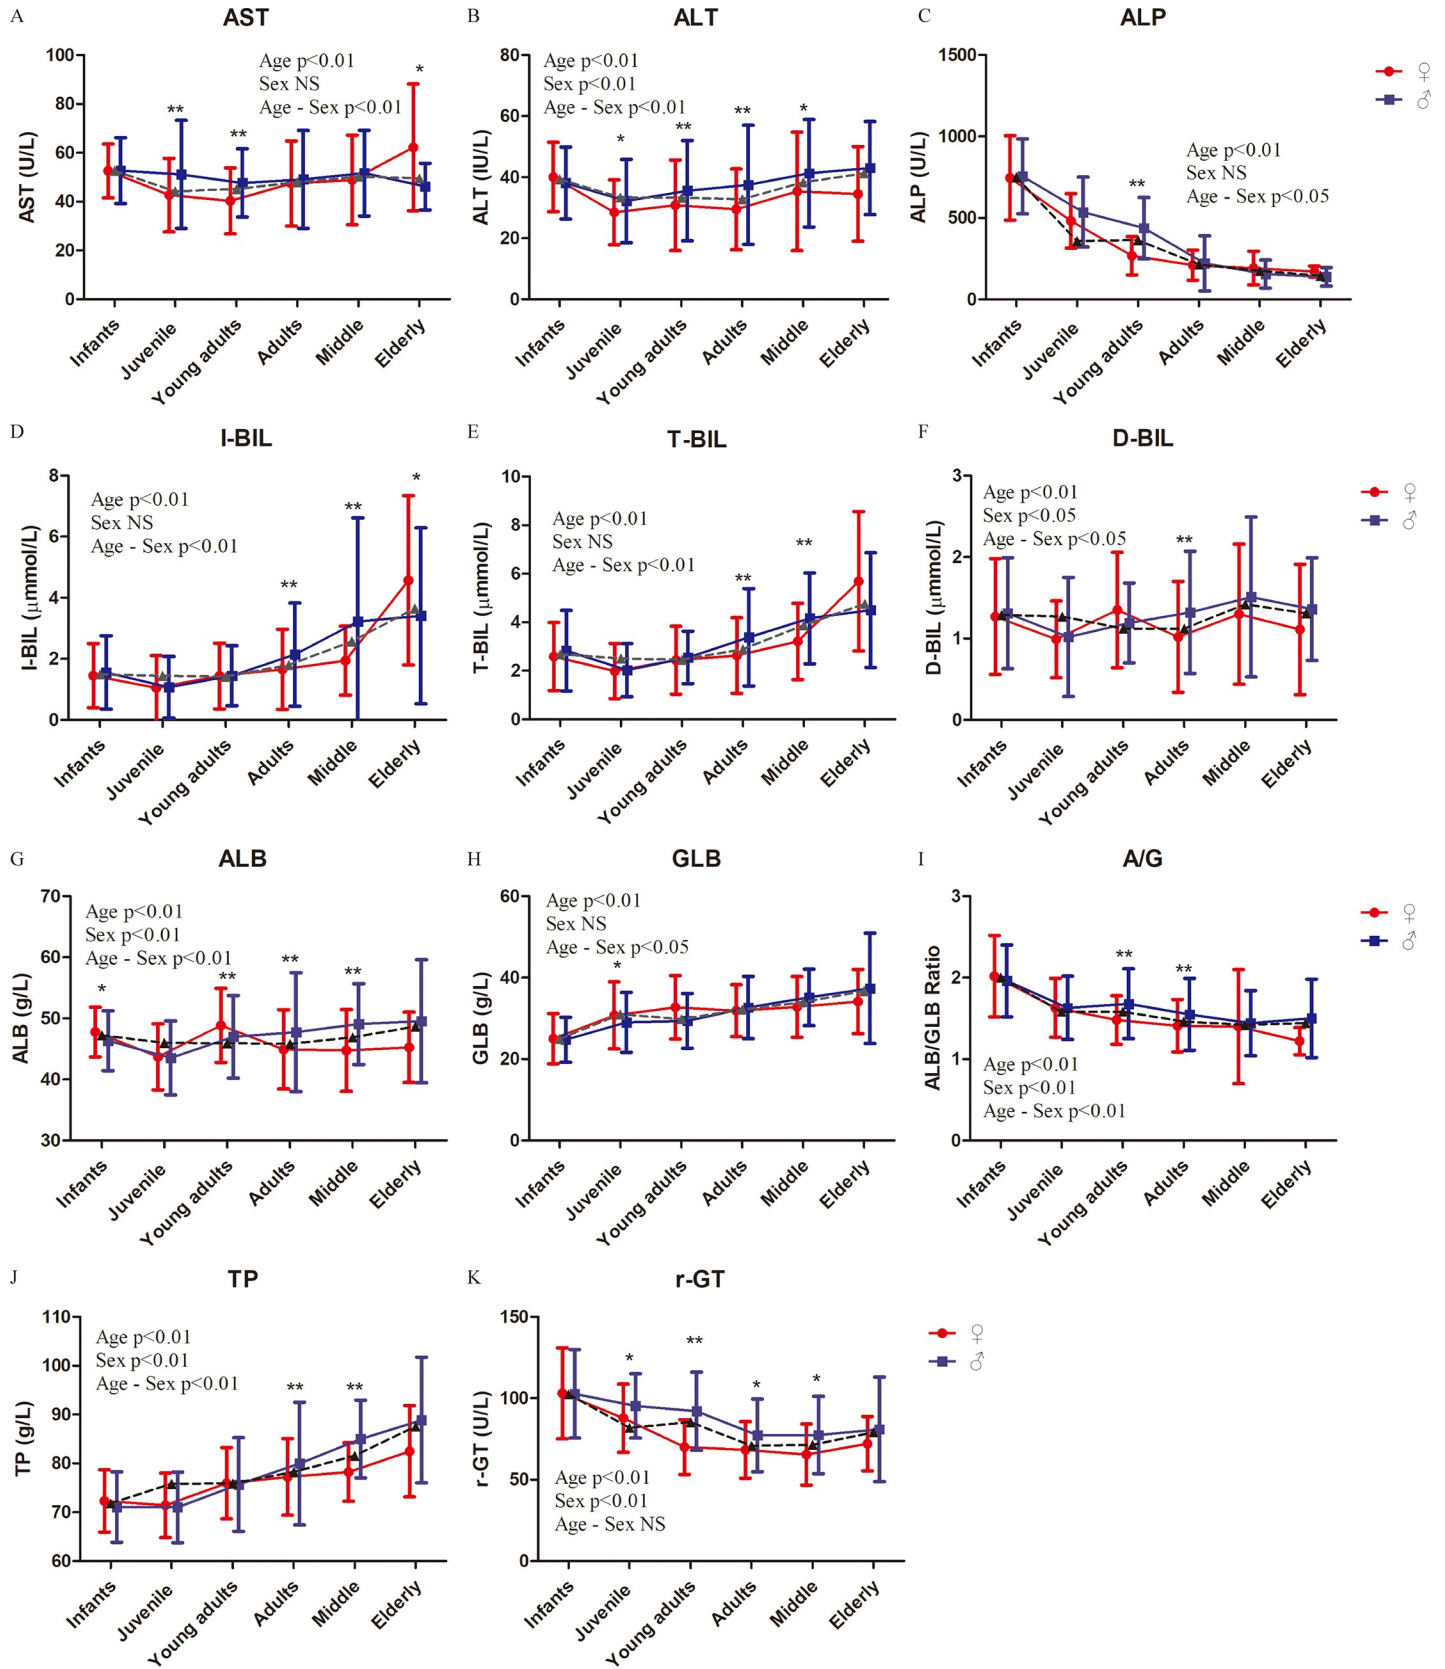 A
AST
AST (U/L)
100
80
60
40
20
0
Age p<0.01
Sex NS
Age - Sex p<0.01
**
**
*
Infants
Juvenile
Young adults
Adults
Middle
Elderly
B
ALT
ALT (IU/L)
80
60
40
20
0
Age p<0.01
Sex p<0.01
Age - Sex p<0.01
*
**
**
*
Infants
Juvenile
Young adults
Adults
Middle
Elderly
C
ALP
ALP (IU/L)
1500
1000
500
0
Age p<0.01
Sex NS
Age - Sex p<0.05
**
Infants
Juvenile
Young adults
Adults
Middle
Elderly
♀
♂
D
I-BIL
I-BIL (μmmol/L)
8
6
4
2
0
Age p<0.01
Sex NS
Age - Sex p<0.01
**
**
*
Infants
Juvenile
Young adults
Adults
Middle
Elderly
E
T-BIL
T-BIL (μmmol/L)
10
8
6
4
2
0
Age p<0.01
Sex NS
Age - Sex p<0.01
**
**
Infants
Juvenile
Young adults
Adults
Middle
Elderly
F
D-BIL
D-BIL (μmmol/L)
3
2
1
0
Age p<0.01
Sex p<0.05
Age - Sex p<0.05
**
Infants
Juvenile
Young adults
Adults
Middle
Elderly
♀
♂
G
ALB
ALB (g/L)
70
60
50
40
30
Age p<0.01
Sex p<0.01
Age - Sex p<0.01
*
**
**
**
Infants
Juvenile
Young adults
Adults
Middle
Elderly
H
GLB
GLB (g/L)
60
40
20
0
Age p<0.01
Sex NS
Age - Sex p<0.05
*
Infants
Juvenile
Young adults
Adults
Middle
Elderly
I
A/G
ALB/GLB Ratio
3
2
1
0
**
**
Age p<0.01
Sex p<0.01
Age - Sex p<0.01
Infants
Juvenile
Young adults
Adults
Middle
Elderly
♀
♂
J
TP
TP (g/L)
110
100
90
80
70
60
Age p<0.01
Sex p<0.01
Age - Sex p<0.01
**
**
Infants
Juvenile
Young adults
Adults
Middle
Elderly
K
r-GT
r-GT (U/L)
150
100
50
0
*
**
*
*
Age p<0.01
Sex p<0.01
Age - Sex NS
Infants
Juvenile
Young adults
Adults
Middle
Elderly
♀
♂